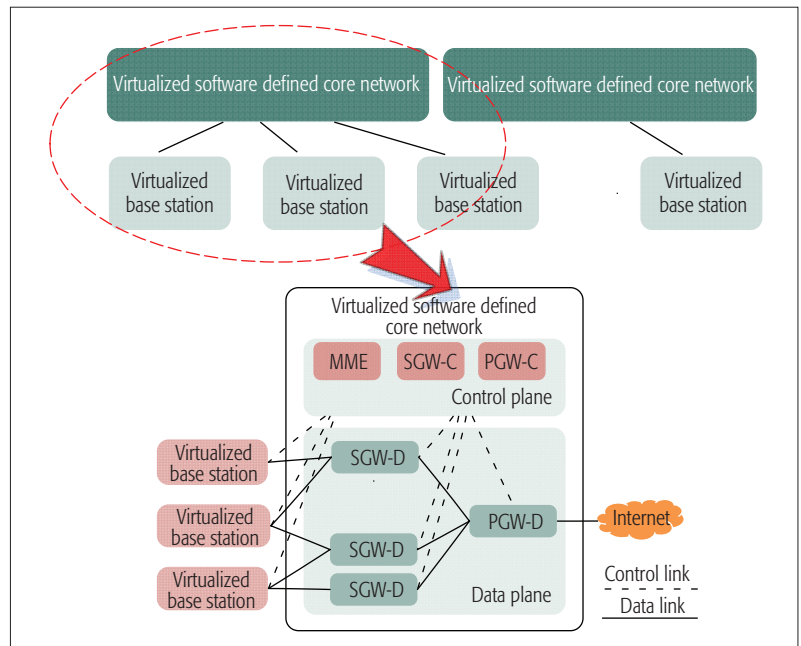 Virtualized software defined core network
Virtualized software defined core network
Virtualized
base station
Virtualized
base station
Virtualized
base station
Virtualized
base station
Virtualized software defined
core network
MME
SGW-C
PGW-C
Control plane
Virtualized
base station
SGW-D
Virtualized
base station
SGW-D
PGW-D
Internet
Virtualized
base station
SGW-D
Data plane
Control link
Data link